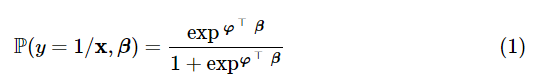 ℙ(y = 1/𝐱, 𝜷) = exp^{𝝋^⊤ 𝜷} / (1 + exp^{𝝋^⊤ 𝜷}) (1)